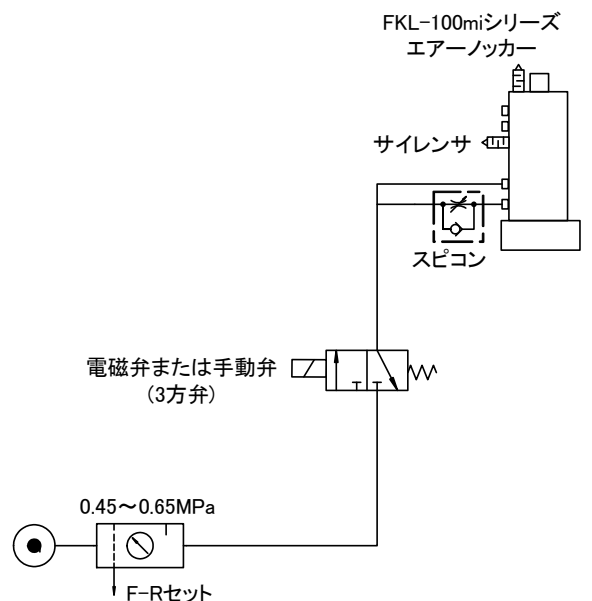 FKL-100miシリーズ
エアーノッカー
サイレンサ
スピコン
電磁弁または手動弁
(3方弁)
0.45～0.65MPa
F-Rセット